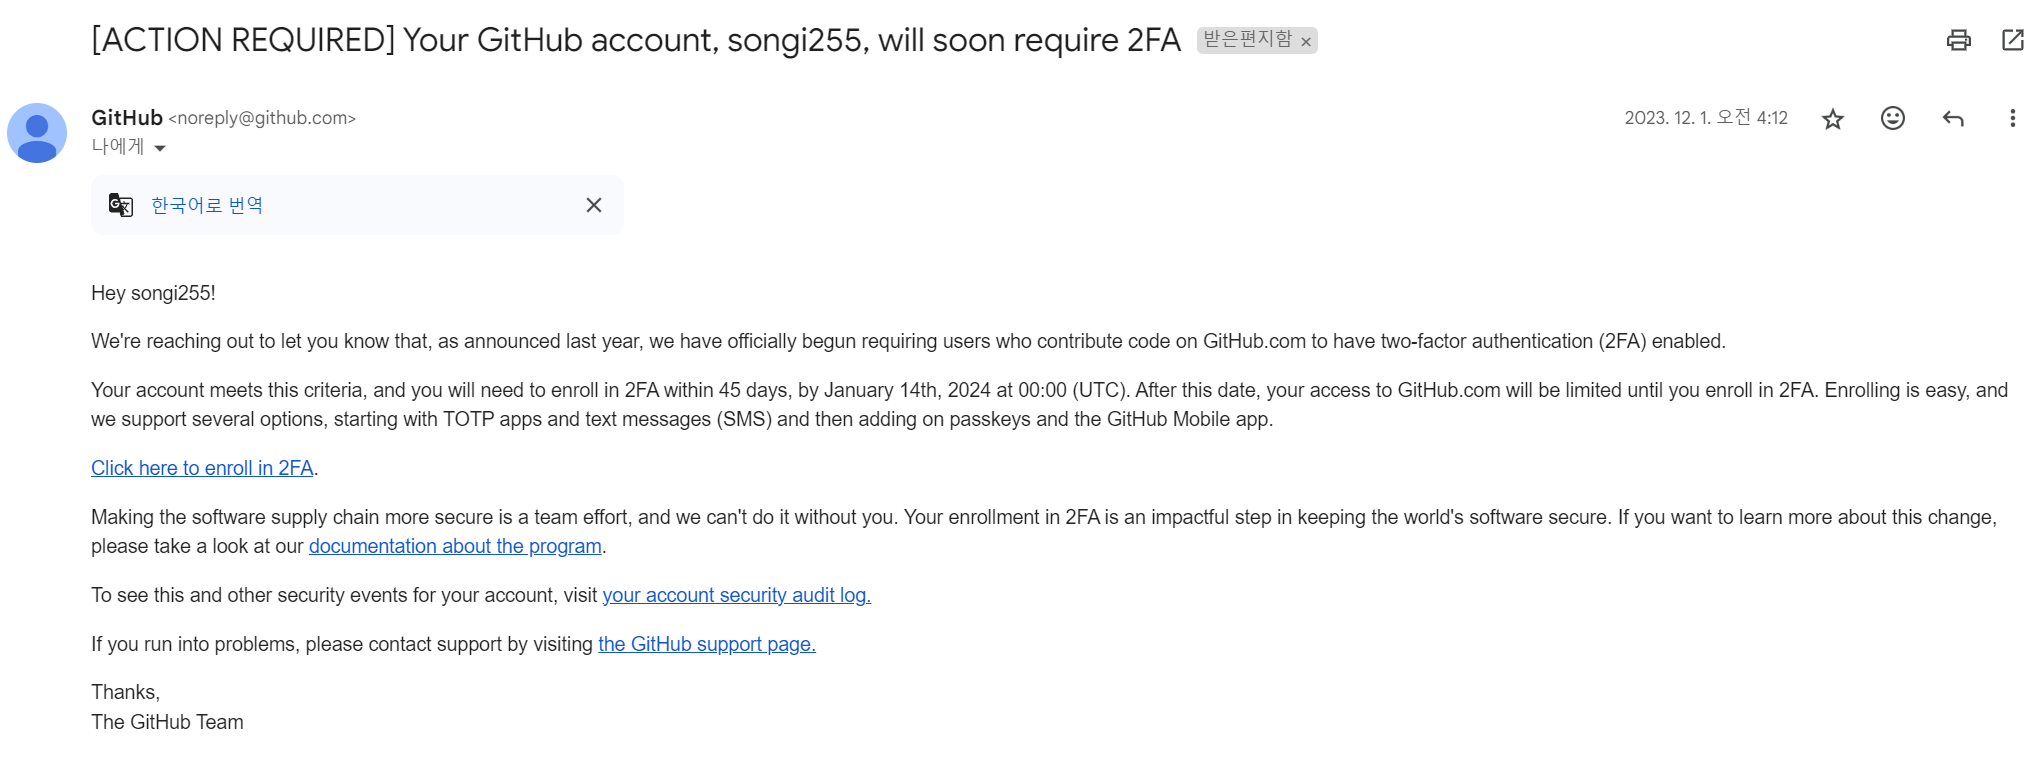 [ACTION REQUIRED] Your GitHub account, songi255, will soon require 2FA 받은편지함 ×
GitHub <noreply@github.com> 2023. 12. 1. 오전 4:12
나에게
한국어로 번역
Hey songi255!
We're reaching out to let you know that, as announced last year, we have officially begun requiring users who contribute code on GitHub.com to have two-factor authentication (2FA) enabled.
Your account meets this criteria, and you will need to enroll in 2FA within 45 days, by January 14th, 2024 at 00:00 (UTC). After this date, your access to GitHub.com will be limited until you enroll in 2FA. Enrolling is easy, and
we support several options, starting with TOTP apps and text messages (SMS) and then adding on passkeys and the GitHub Mobile app.
Click here to enroll in 2FA.
Making the software supply chain more secure is a team effort, and we can't do it without you. Your enrollment in 2FA is an impactful step in keeping the world's software secure. If you want to learn more about this change,
please take a look at our documentation about the program.
To see this and other security events for your account, visit your account security audit log.
If you run into problems, please contact support by visiting the GitHub support page.
Thanks,
The GitHub Team